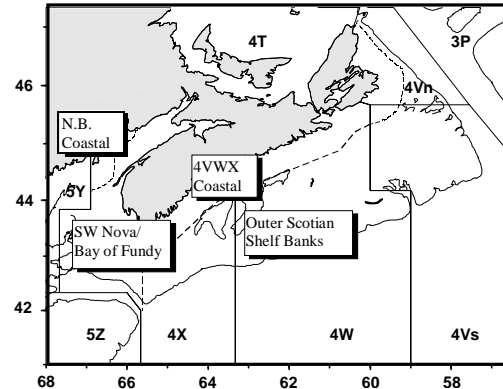 4T
3P
46
4Vn
N.B.
Coastal
4VWX
Coastal
5Y
44
SW Nova/
Bay of Fundy
Outer Scotian
Shelf Banks
42
5Z
4X
4W
4Vs
68
66
64
62
60
58